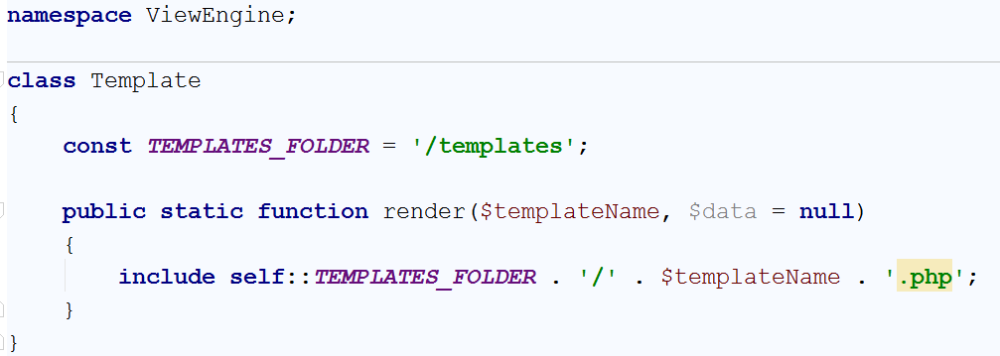 namespace ViewEngine;
class Template
{
    const TEMPLATES_FOLDER = '/templates';
    public static function render($templateName, $data = null)
    {
        include self::TEMPLATES_FOLDER . '/' . $templateName . '.php';
    }
}